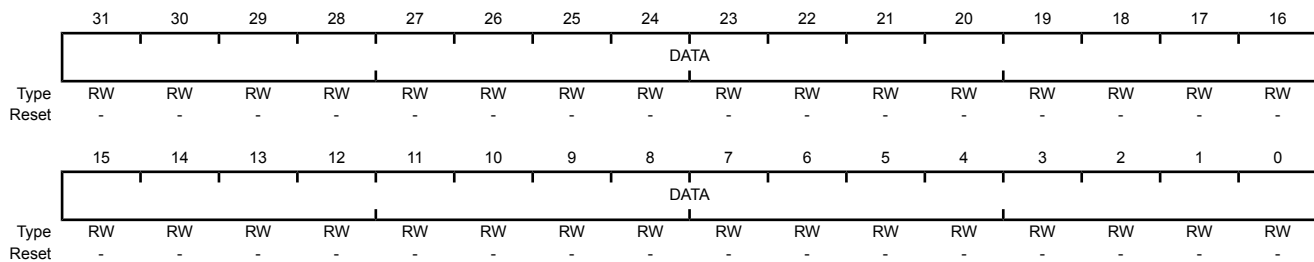 31 30 29 28 27 26 25 24 23 22 21 20 19 18 17 16
DATA
Type RW RW RW RW RW RW RW RW RW RW RW RW RW RW RW RW
Reset - - - - - - - - - - - - - - - -
15 14 13 12 11 10 9 8 7 6 5 4 3 2 1 0
DATA
Type RW RW RW RW RW RW RW RW RW RW RW RW RW RW RW RW
Reset - - - - - - - - - - - - - - - -